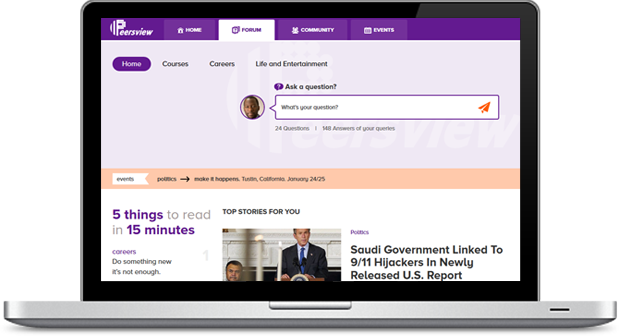 Peersview
HOME
FORUM
COMMUNITY
EVENTS
Home
Courses
Careers
Life and Entertainment
? Ask a question?
What's your question?
24 Questions | 148 Answers of your queries
Peersview
events
politics → make it happens. Tustin, California. January 24/25
5 things to read
in 15 minutes
careers
1
Do something new
it's not enough.
TOP STORIES FOR YOU
Politics
Saudi Government Linked To
9/11 Hijackers In Newly
Released U.S. Report